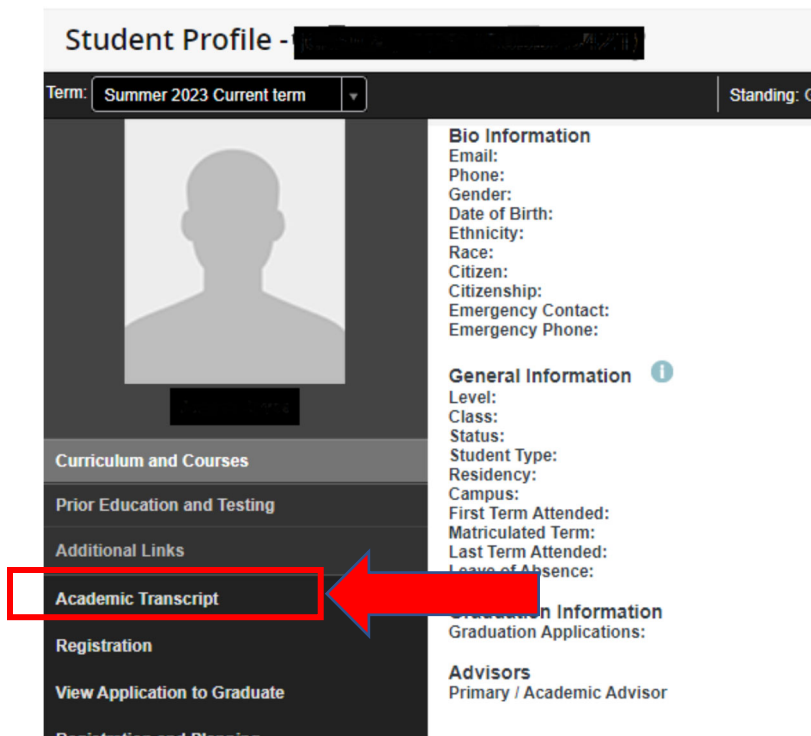 Student Profile -
Term: Summer 2023 Current term
Standing:
Curriculum and Courses
Prior Education and Testing
Additional Links
Academic Transcript
Registration
View Application to Graduate
Registration and Planning
Bio Information
Email:
Phone:
Gender:
Date of Birth:
Ethnicity:
Race:
Citizen:
Citizenship:
Emergency Contact:
Emergency Phone:
General Information
Level:
Class:
Status:
Student Type:
Residency:
Campus:
First Term Attended:
Matriculated Term:
Last Term Attended:
Leave of Absence:
Graduation Information
Graduation Applications:
Advisors
Primary / Academic Advisor